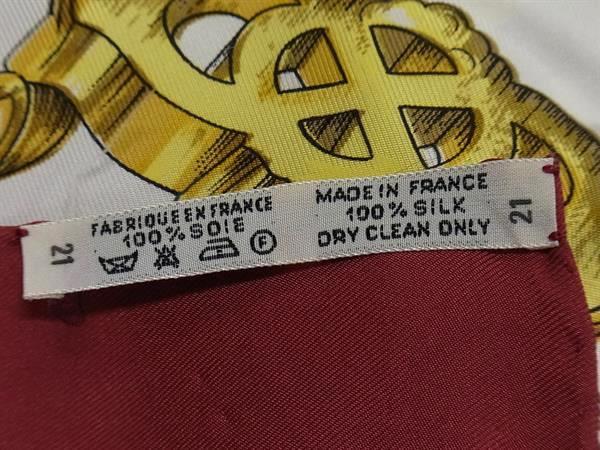 21
FABRIQUE EN FRANCE
100% SOIE
F
MADE IN FRANCE
100% SILK
DRY CLEAN ONLY
21